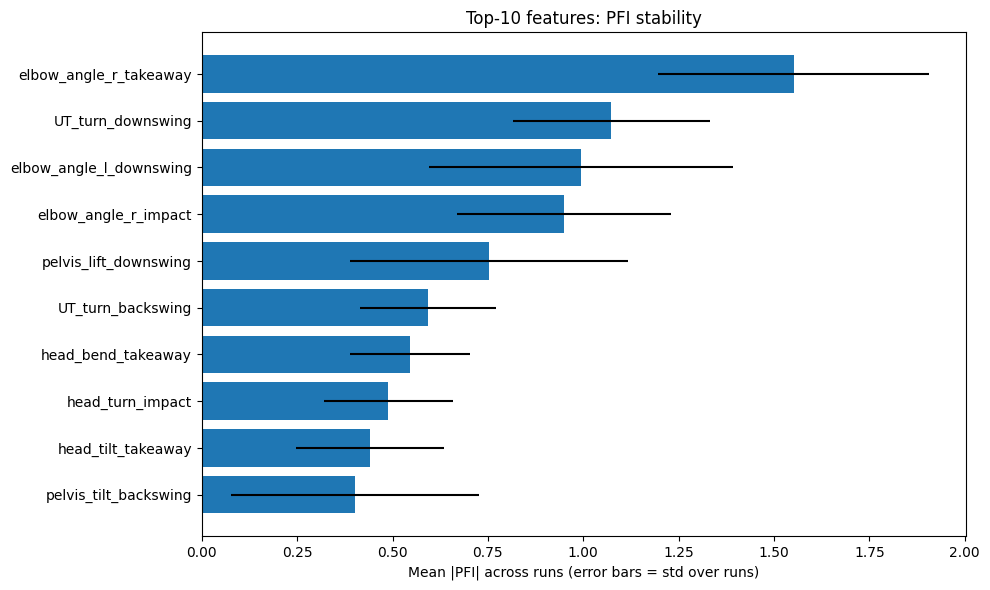 Top-10 features: PFI stability
elbow_angle_r_takeaway
UT_turn_downswing
elbow_angle_l_downswing
elbow_angle_r_impact
pelvis_lift_downswing
UT_turn_backswing
head_bend_takeaway
head_turn_impact
head_tilt_takeaway
pelvis_tilt_backswing
0.00 0.25 0.50 0.75 1.00 1.25 1.50 1.75 2.00
Mean |PFI| across runs (error bars = std over runs)